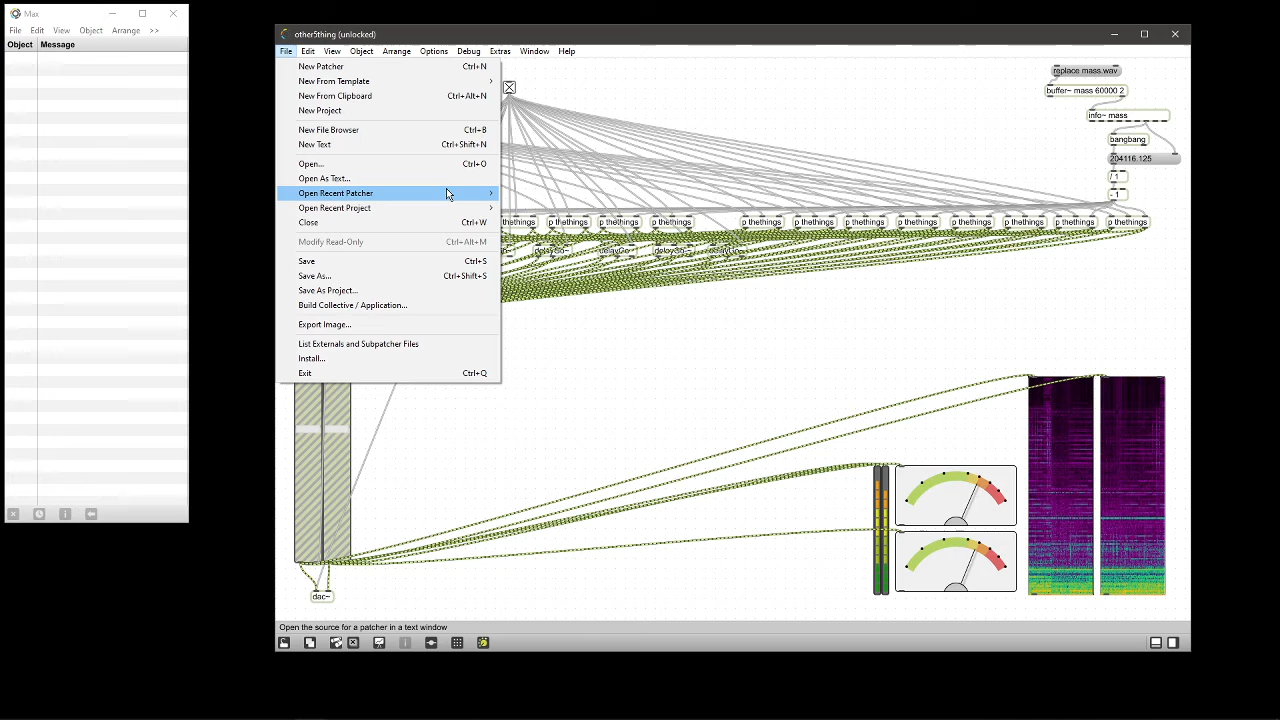 Max
File Edit View Object Arrange >>
Object Message
other5thing (unlocked)
File Edit View Object Arrange Options Debug Extras Window Help
New Patcher Ctrl+N
New From Template
New From Clipboard Ctrl+Alt+N
New Project
New File Browser Ctrl+B
New Text Ctrl+Shift+N
Open... Ctrl+O
Open As Text...
Open Recent Patcher
Open Recent Project
Close Ctrl+W
Modify Read-Only Ctrl+Alt+M
Save Ctrl+S
Save As... Ctrl+Shift+S
Save As Project...
Build Collective / Application...
Export Image...
List Externals and Subpatcher Files
Install...
Exit Ctrl+Q
replace mass.wav
buffer~ mass 60000 2
info~ mass
bangbang
204116.125
/ 1
- 1
thethings p thethings p thethings p thethings p thethings p thethings p thethings p thethings p thethings p thethings p thethings p thethings
dac~
Open the source for a patcher in a text window